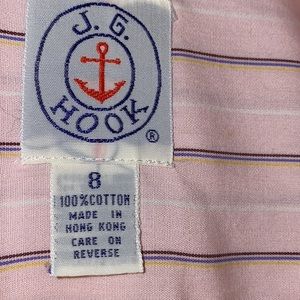 J. G.
HOOK
®
8
100% COTTON
MADE IN
HONG KONG
CARE ON
REVERSE